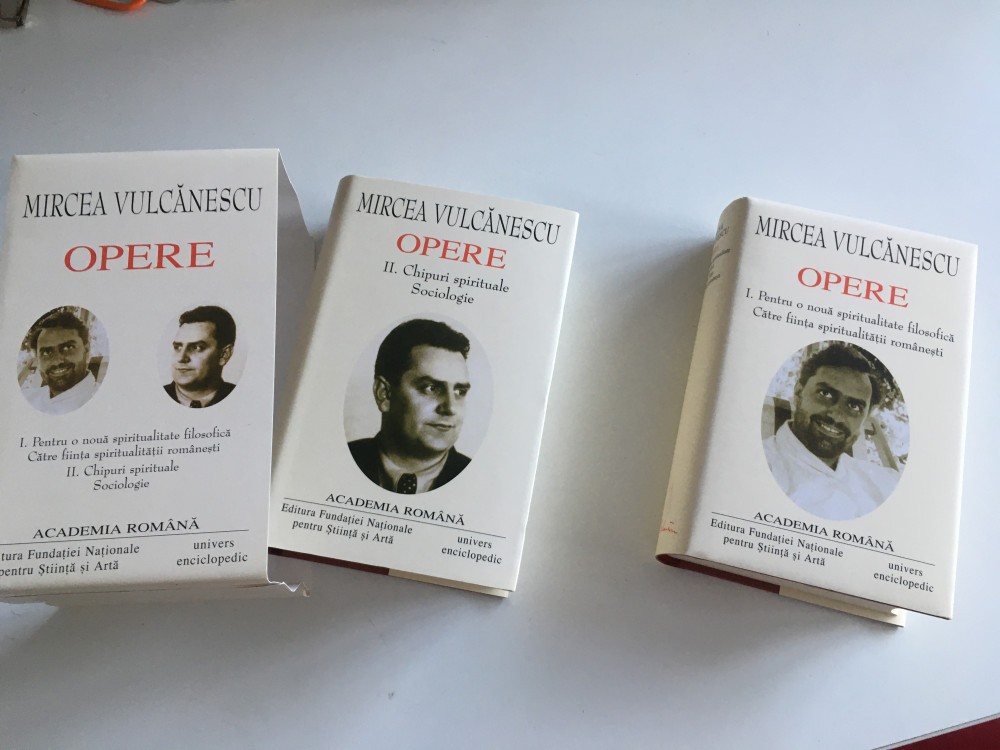 MIRCEA VULCĂNESCU
OPERE
I. Pentru o nouă spiritualitate filosofică
Către ființa spiritualității românești
II. Chipuri spirituale
Sociologie
ACADEMIA ROMÂNĂ
tura Fundației Naționale
pentru Știință și Artă
univers
enciclopedic
MIRCEA VULCĂNESCU
OPERE
II. Chipuri spirituale
Sociologie
ACADEMIA ROMÂNĂ
Editura Fundației Naționale
pentru Știință și Artă
univers
enciclopedic
MIRCEA VULCĂNESCU
OPERE
I. Pentru o nouă spiritualitate filosofică
Către ființa spiritualității românești
ACADEMIA ROMÂNĂ
Editura Fundației Naționale
pentru Știință și Artă
univers
enciclopedic